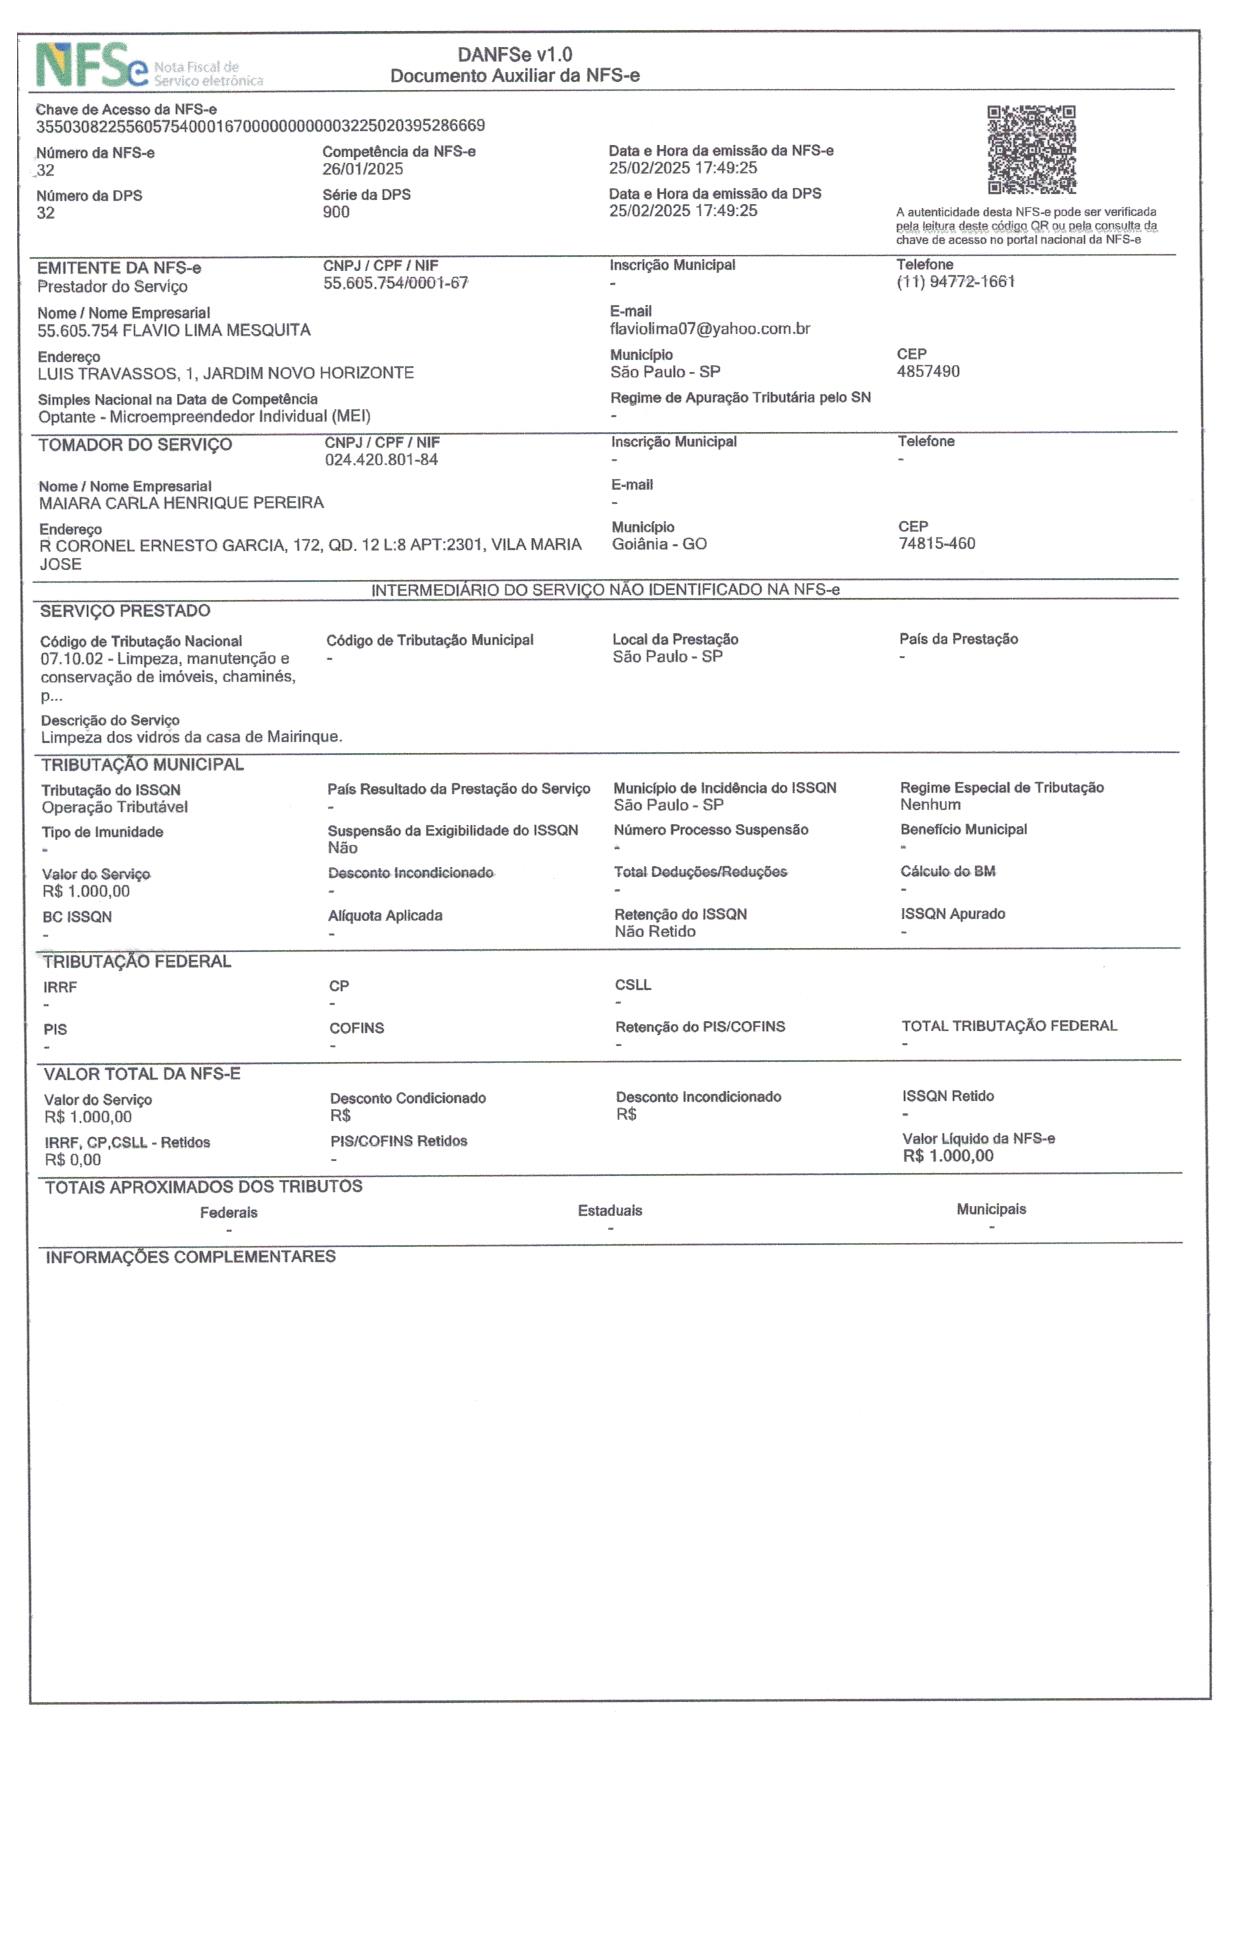 NFSe Nota Fiscal de
Serviço eletrônica
DANFSe v1.0
Documento Auxiliar da NFS-e
Chave de Acesso da NFS-e
35503082255605754000167000000000003225020395286669
Número da NFS-e Competência da NFS-e Data e Hora da emissão da NFS-e
32 26/01/2025 25/02/2025 17:49:25
Número da DPS Série da DPS Data e Hora da emissão da DPS
32 900 25/02/2025 17:49:25
A autenticidade desta NFS-e pode ser verificada
pela leitura deste código QR ou pela consulta da
chave de acesso no portal nacional da NFS-e
EMITENTE DA NFS-e CNPJ / CPF / NIF Inscrição Municipal Telefone
Prestador do Serviço 55.605.754/0001-67 - (11) 94772-1661
Nome / Nome Empresarial E-mail
55.605.754 FLAVIO LIMA MESQUITA flaviolima07@yahoo.com.br
Endereço Município CEP
LUIS TRAVASSOS, 1, JARDIM NOVO HORIZONTE São Paulo - SP 4857490
Simples Nacional na Data de Competência Regime de Apuração Tributária pelo SN
Optante - Microempreendedor Individual (MEI) -
TOMADOR DO SERVIÇO CNPJ / CPF / NIF Inscrição Municipal Telefone
024.420.801-84 - -
Nome / Nome Empresarial E-mail
MAIARA CARLA HENRIQUE PEREIRA -
Endereço Município CEP
R CORONEL ERNESTO GARCIA, 172, QD. 12 L:8 APT:2301, VILA MARIA Goiânia - GO 74815-460
JOSE
INTERMEDIÁRIO DO SERVIÇO NÃO IDENTIFICADO NA NFS-e
SERVIÇO PRESTADO
Código de Tributação Nacional Código de Tributação Municipal Local da Prestação País da Prestação
07.10.02 - Limpeza, manutenção e - São Paulo - SP -
conservação de imóveis, chaminés,
p...
Descrição do Serviço
Limpeza dos vidros da casa de Mairinque.
TRIBUTAÇÃO MUNICIPAL
Tributação do ISSQN País Resultado da Prestação do Serviço Município de Incidência do ISSQN Regime Especial de Tributação
Operação Tributável - São Paulo - SP Nenhum
Tipo de Imunidade Suspensão da Exigibilidade do ISSQN Número Processo Suspensão Benefício Municipal
- Não - -
Valor do Serviço Desconto Incondicionado Total Deduções/Reduções Cálculo do BM
R$ 1.000,00 - - -
BC ISSQN Alíquota Aplicada Retenção do ISSQN ISSQN Apurado
- - Não Retido -
TRIBUTAÇÃO FEDERAL
IRRF CP CSLL
- - -
PIS COFINS Retenção do PIS/COFINS TOTAL TRIBUTAÇÃO FEDERAL
- - - -
VALOR TOTAL DA NFS-E
Valor do Serviço Desconto Condicionado Desconto Incondicionado ISSQN Retido
R$ 1.000,00 R$ R$ -
IRRF, CP,CSLL - Retidos PIS/COFINS Retidos Valor Líquido da NFS-e
R$ 0,00 - R$ 1.000,00
TOTAIS APROXIMADOS DOS TRIBUTOS
Federais Estaduais Municipais
- - -
INFORMAÇÕES COMPLEMENTARES